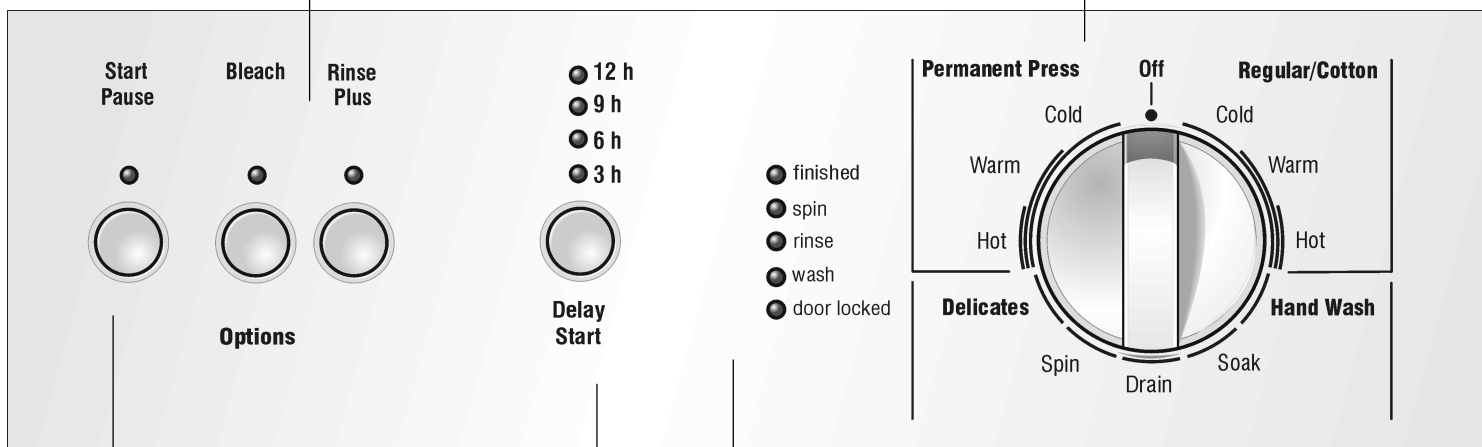 Start
Pause
Bleach
Rinse
Plus
Options
12 h
9 h
6 h
3 h
Delay
Start
finished
spin
rinse
wash
door locked
Permanent Press
Off
Regular/Cotton
Cold
Cold
Warm
Warm
Hot
Hot
Delicates
Hand Wash
Spin
Drain
Soak